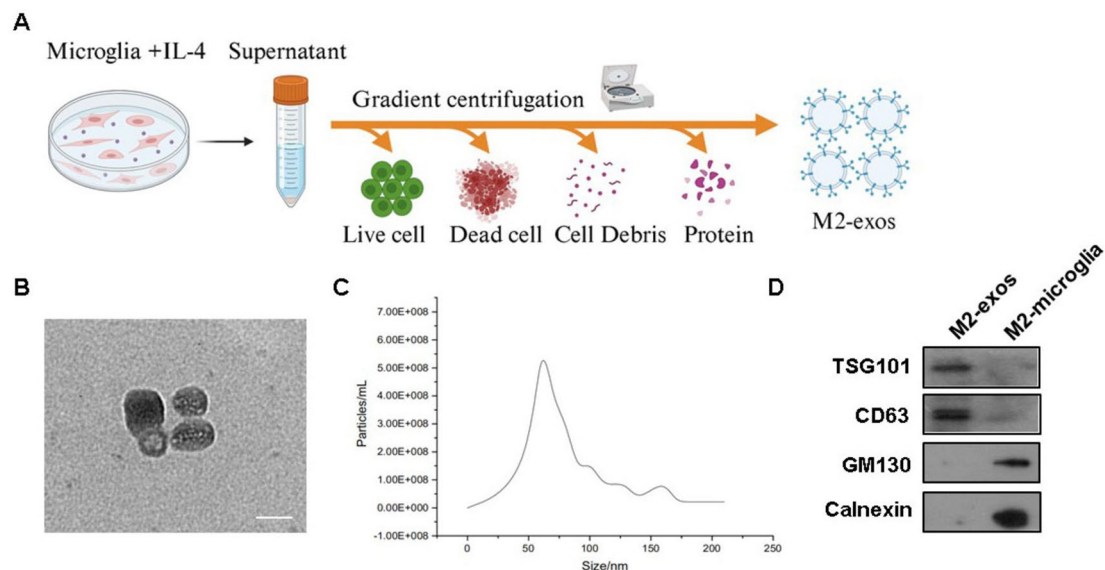 A
Microglia +IL-4
Supernatant
Gradient centrifugation
Live cell
Dead cell
Cell Debris
Protein
M2-exos
B
C
7.00E+008
6.00E+008
5.00E+008
4.00E+008
3.00E+008
2.00E+008
1.00E+008
0.00E+000
-1.00E+008
Particles/mL
0
50
100
150
200
250
Size/nm
D
M2-exos
M2-microglia
TSG101
CD63
GM130
Calnexin